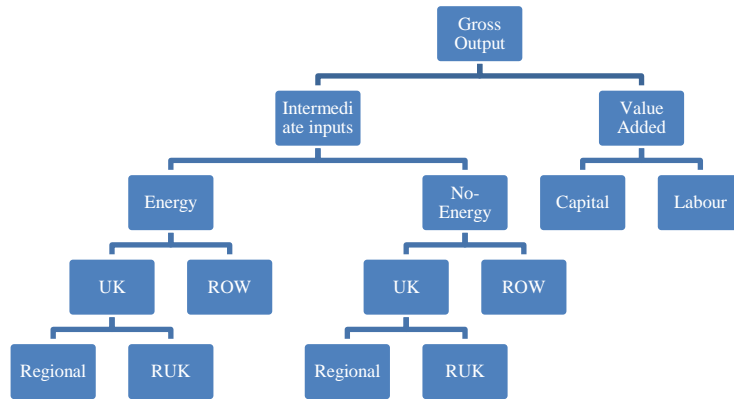 Gross
Output
Intermedi
ate inputs
Value
Added
Energy
No-
Energy
Capital
Labour
UK
ROW
UK
ROW
Regional
RUK
Regional
RUK